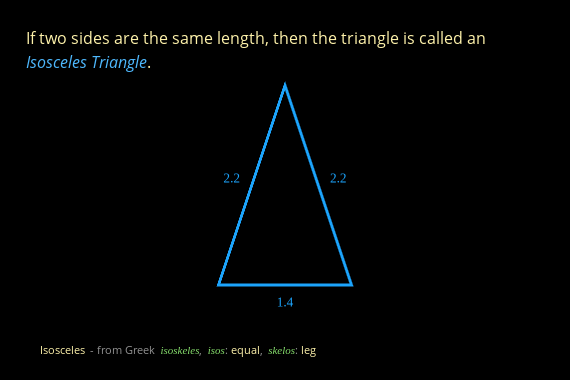 If two sides are the same length, then the triangle is called an
Isosceles Triangle.
2.2 2.2
1.4
Isosceles - from Greek isoskeles, isos: equal, skelos: leg